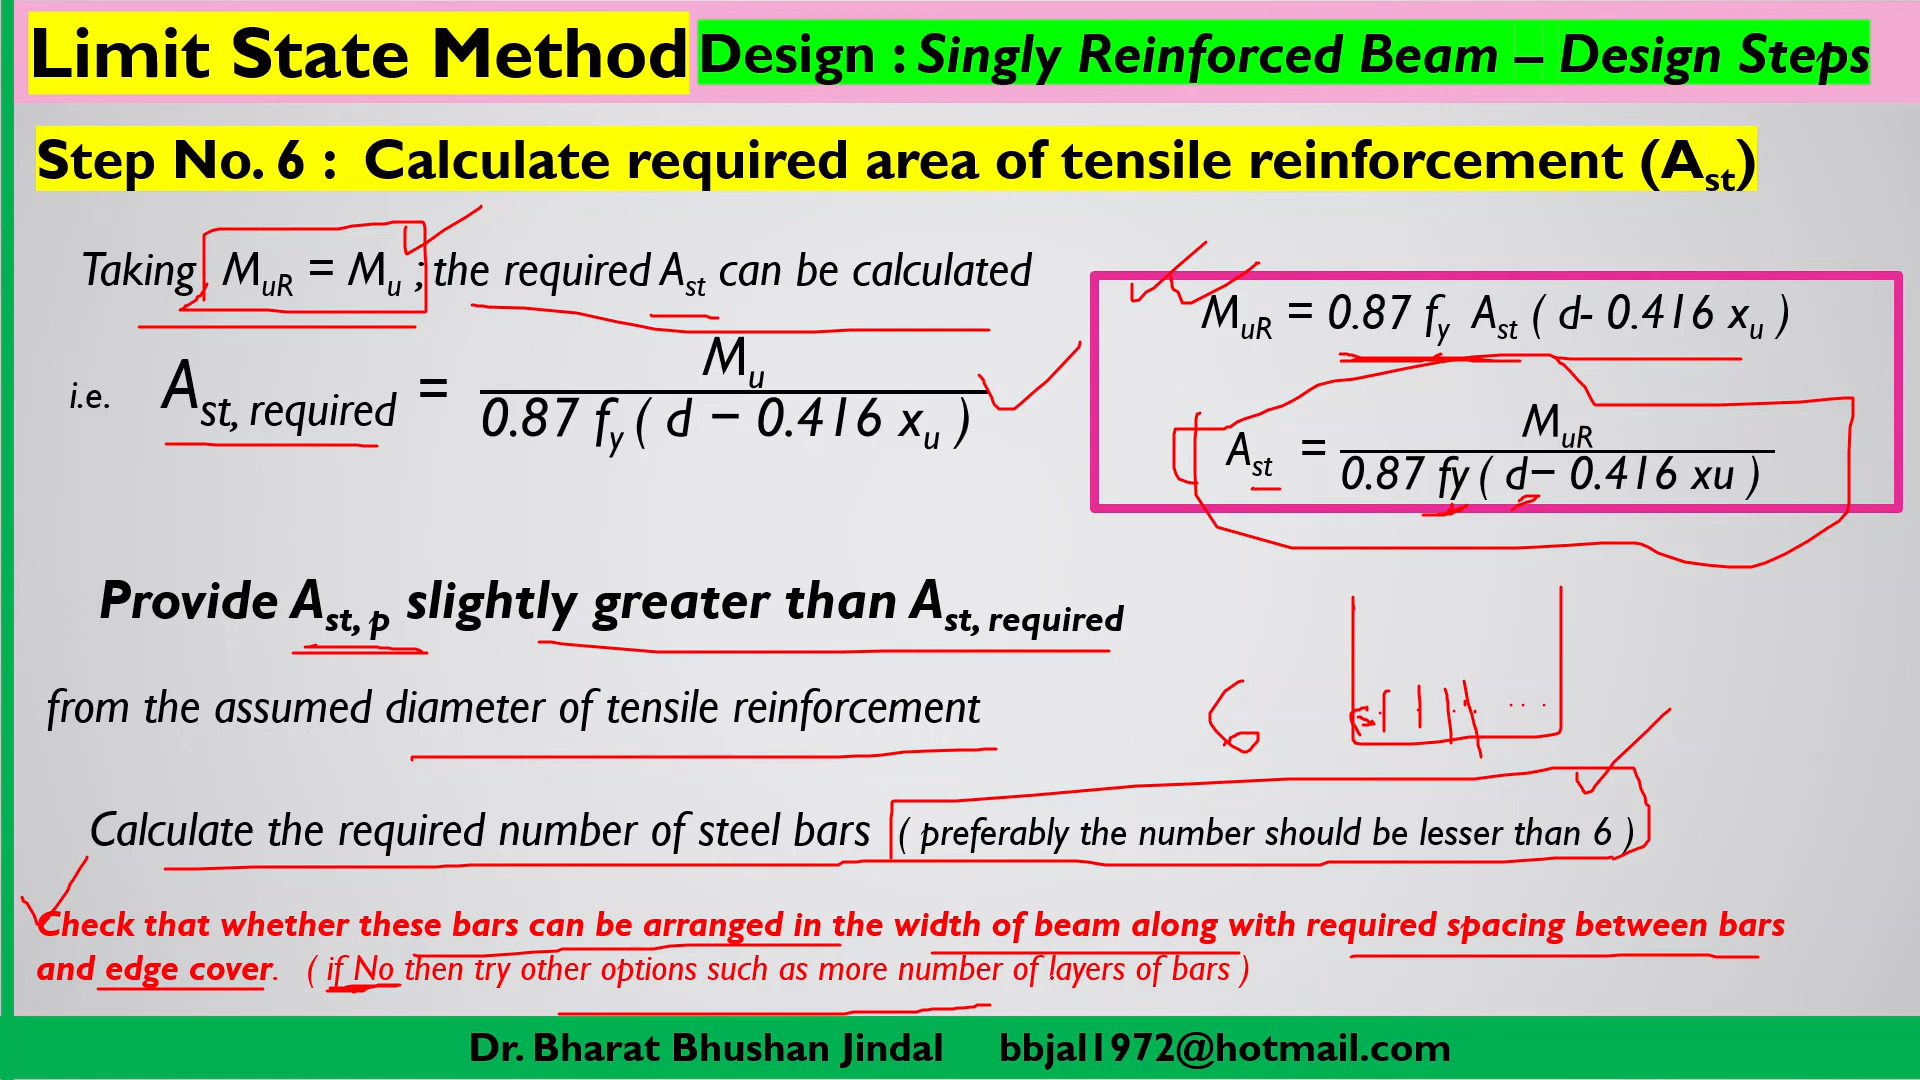 Limit State Method Design : Singly Reinforced Beam – Design Steps
Step No. 6 : Calculate required area of tensile reinforcement (Ast)
Taking MuR = Mu ; the required Ast can be calculated
i.e. Ast, required = Mu / 0.87 fy ( d − 0.416 xu )
MuR = 0.87 fy Ast ( d- 0.416 xu )
Ast = MuR / 0.87 fy ( d− 0.416 xu )
Provide Ast, p slightly greater than Ast, required
from the assumed diameter of tensile reinforcement
6
Calculate the required number of steel bars ( preferably the number should be lesser than 6 )
Check that whether these bars can be arranged in the width of beam along with required spacing between bars
and edge cover. ( if No then try other options such as more number of layers of bars )
Dr. Bharat Bhushan Jindal bbjal1972@hotmail.com